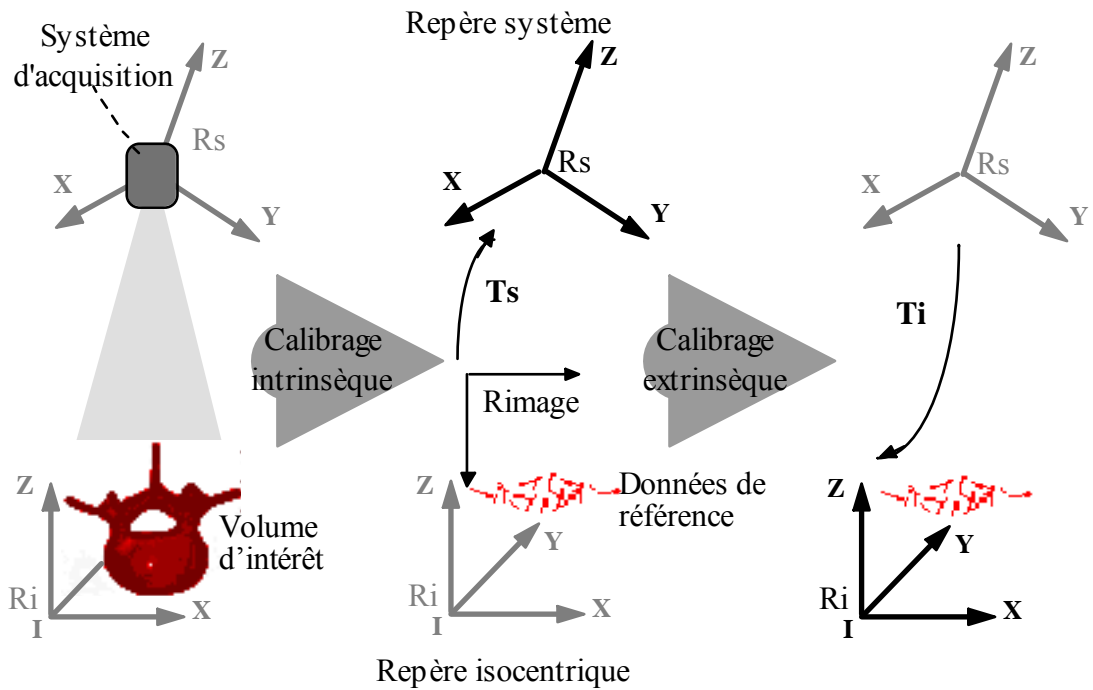 Système
d'acquisition
Z
Rs
X
Y
Calibrage
intrinsèque
Z
Volume
d’intérêt
Ri
I
X
Repère système
Z
Rs
X
Y
Ts
Rimage
Données de
référence
Z
Y
Ri
I
X
Repère isocentrique
Calibrage
extrinsèque
Z
Rs
X
Y
Ti
Z
Y
Ri
I
X